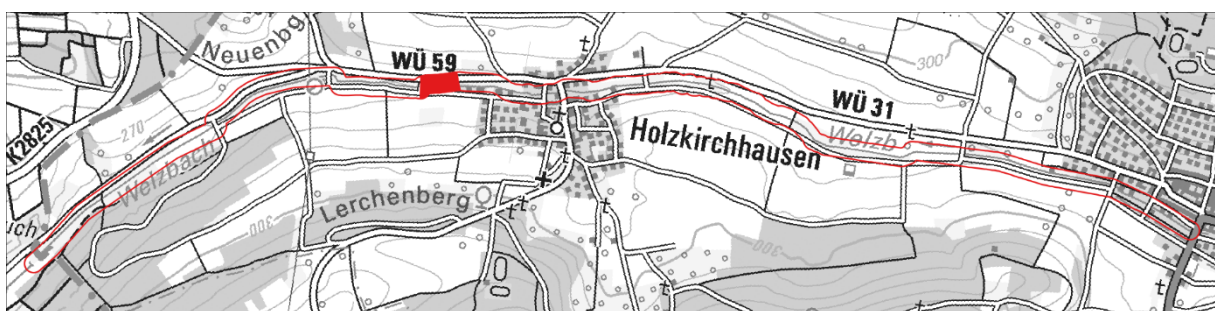 Neuenbg
WÜ 59
K2825
270
Welzbach
WÜ 31
300
Welzb
Holzkirchhausen
Lerchenberg
uch
300
300